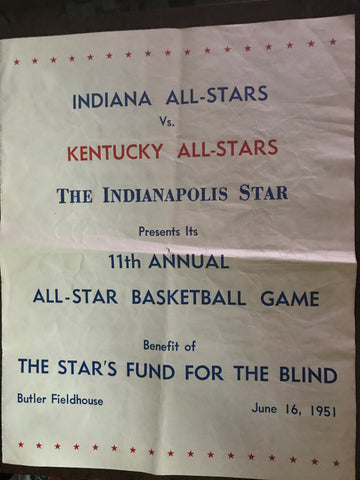 INDIANA ALL-STARS
Vs.
KENTUCKY ALL-STARS
THE INDIANAPOLIS STAR
Presents Its
11th ANNUAL
ALL-STAR BASKETBALL GAME
Benefit of
THE STAR'S FUND FOR THE BLIND
Butler Fieldhouse
June 16, 1951